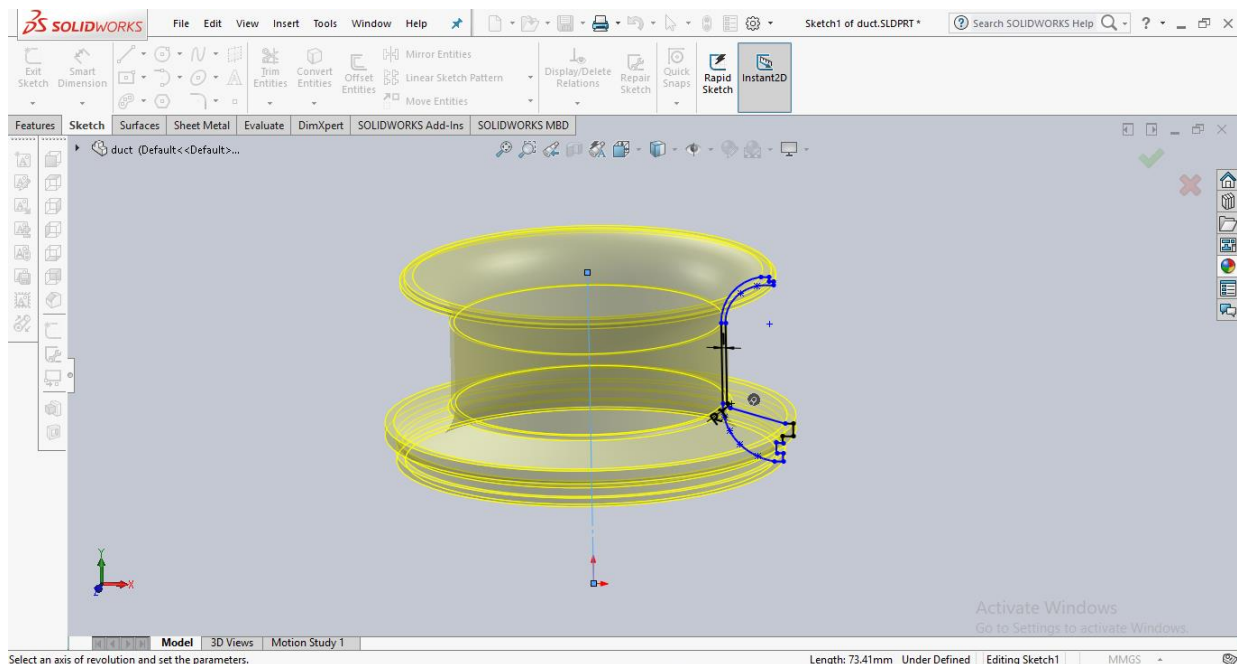 SOLIDWORKS File Edit View Insert Tools Window Help Sketch1 of duct.SLDPRT * Search SOLIDWORKS Help ?
Exit Sketch
Smart Dimension
Trim Entities
Convert Entities
Offset Entities
Mirror Entities
Linear Sketch Pattern
Move Entities
Display/Delete Relations
Repair Sketch
Quick Snaps
Rapid Sketch
Instant2D
Features Sketch Surfaces Sheet Metal Evaluate DimXpert SOLIDWORKS Add-Ins SOLIDWORKS MBD
duct (Default<<Default>...
Y
X
Z
Activate Windows
Go to Settings to activate Windows.
Model 3D Views Motion Study 1
Select an axis of revolution and set the parameters. Length: 73.41mm Under Defined Editing Sketch1 MMGS